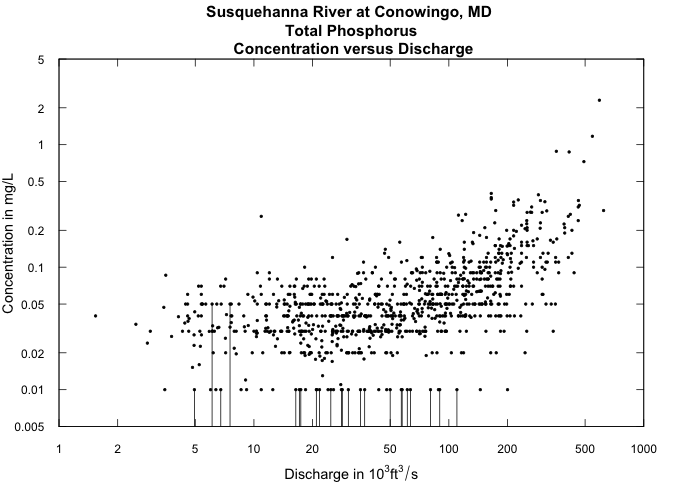 Susquehanna River at Conowingo, MD
Total Phosphorus
Concentration versus Discharge
Concentration in mg/L
5
2
1
0.5
0.2
0.1
0.05
0.02
0.01
0.005
1 2 5 10 20 50 100 200 500 1000
Discharge in 10³ft³/s